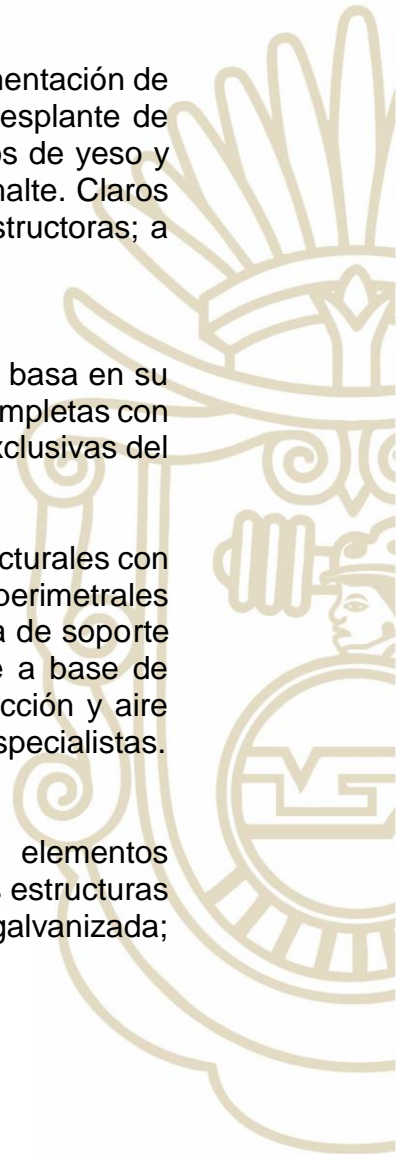 mentación de
esplante de
os de yeso y
nalte. Claros
structoras; a
basa en su
mpletas con
xclusivas del
ucturales con
perimetrales
a de soporte
e a base de
cción y aire
specialistas.
elementos
s estructuras
galvanizada;